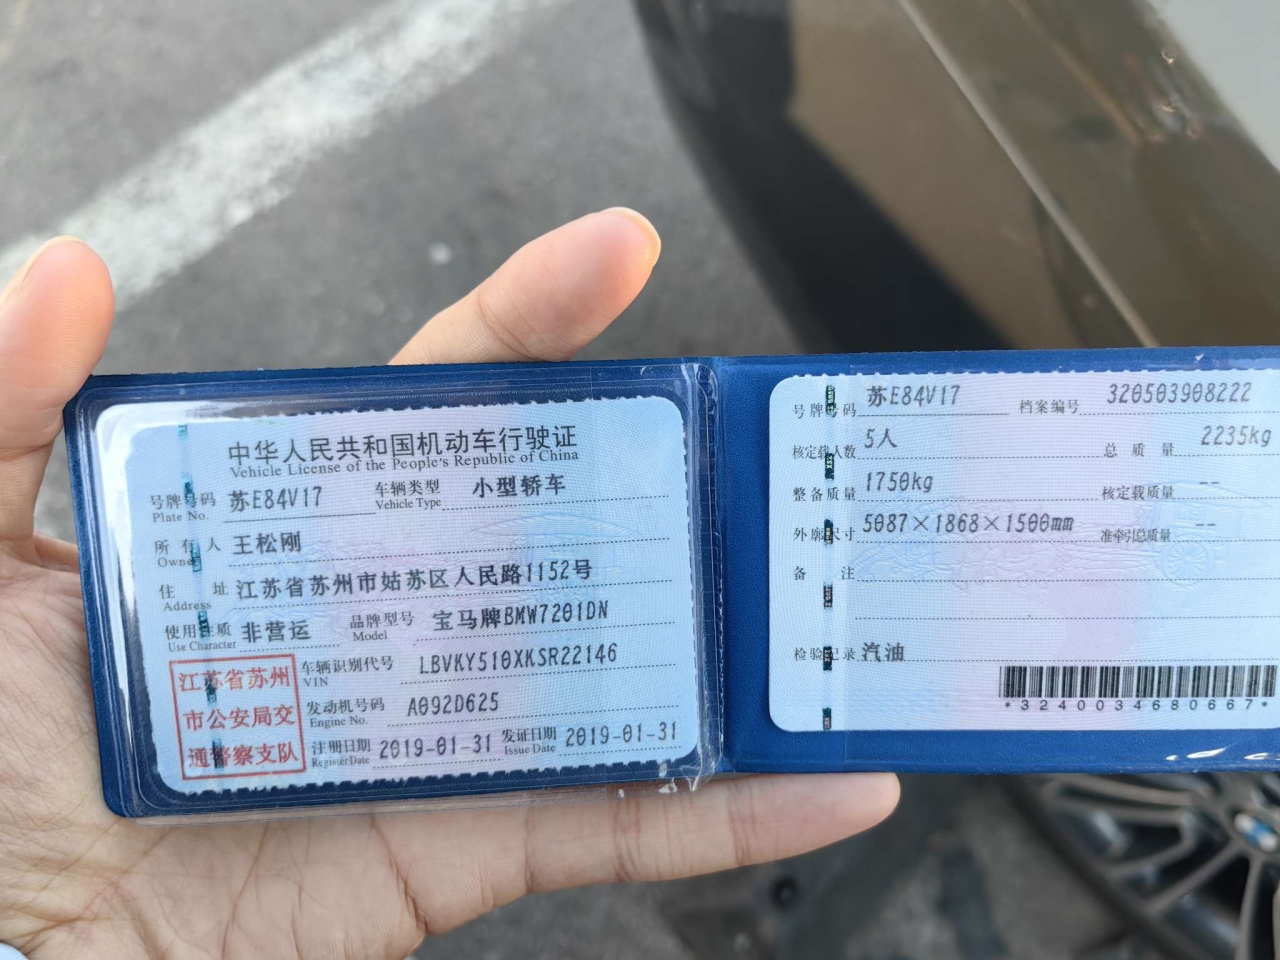 中华人民共和国机动车行驶证
Vehicle License of the People's Republic of China
号牌号码 苏E84V17 车辆类型 小型轿车
Plate No. Vehicle Type
所有人 王松刚
Owner
住址 江苏省苏州市姑苏区人民路1152号
Address
使用性质 非营运 品牌型号 宝马牌BMW7201DN
Use Character Model
江苏省苏州
市公安局交
通警察支队
车辆识别代号 LBVKY510XKSR22146
VIN
发动机号码 A092D625
Engine No.
注册日期 2019-01-31 发证日期 2019-01-31
Register Date Issue Date
号牌号码 苏E84V17 档案编号 320503908222
核定载人数 5人 总质量 2235kg
整备质量 1750kg 核定载质量 --
外廓尺寸 5087×1868×1500mm 准牵引总质量 --
备注
检验记录 汽油
*3240034680667*